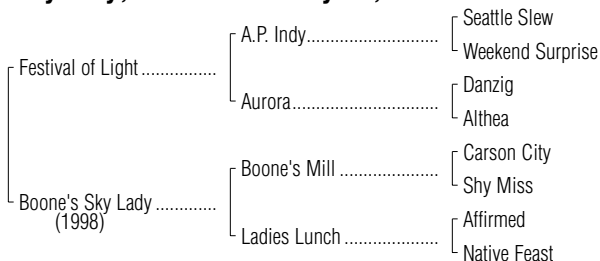 Seattle Slew
A.P. Indy
Weekend Surprise
Festival of Light
Danzig
Aurora
Althea
Carson City
Boone's Mill
Shy Miss
Boone's Sky Lady
(1998)
Affirmed
Ladies Lunch
Native Feast